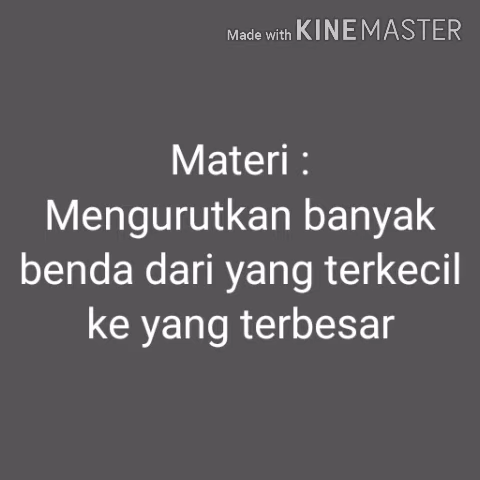 Made with KINEMASTER
Materi :
Mengurutkan banyak
benda dari yang terkecil
ke yang terbesar